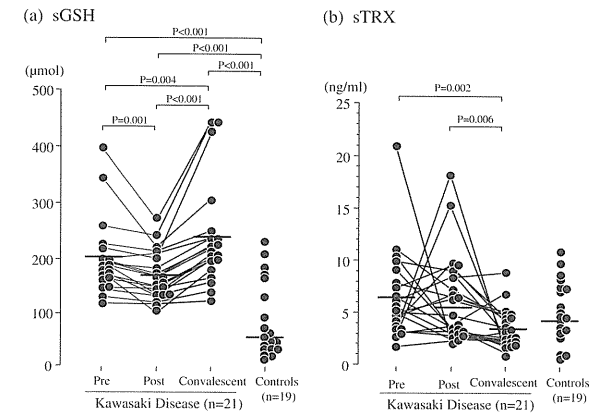 (a) sGSH
P<0.001
P<0.001
P<0.001
(μmol)
P=0.004
P<0.001
P=0.001
500
400
300
200
100
0
Pre Post Convalescent Controls
(n=19)
Kawasaki Disease (n=21)
(b) sTRX
(ng/ml)
P=0.002
P=0.006
25
20
15
10
5
0
Pre Post Convalescent Controls
(n=19)
Kawasaki Disease (n=21)